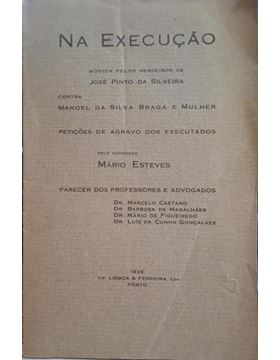 NA EXECUÇÃO
MOVIDA PELOS HERDEIROS DE
JOSÉ PINTO DA SILVEIRA
CONTRA
MANOEL DA SILVA BRAGA E MULHER
PETIÇÕES DE AGRAVO DOS EXECUTADOS
PELO ADVOGADO
MÁRIO ESTEVES
PARECER DOS PROFESSORES E ADVOGADOS
DR. MARCELO CAETANO
DR. BARBOSA DE MAGALHÃES
DR. MÁRIO DE FIGUEIREDO
DR. LUÍS DA CUNHA GONÇALVES
TIP. LISBOA & FERREIRA, LDA.
PÔRTO